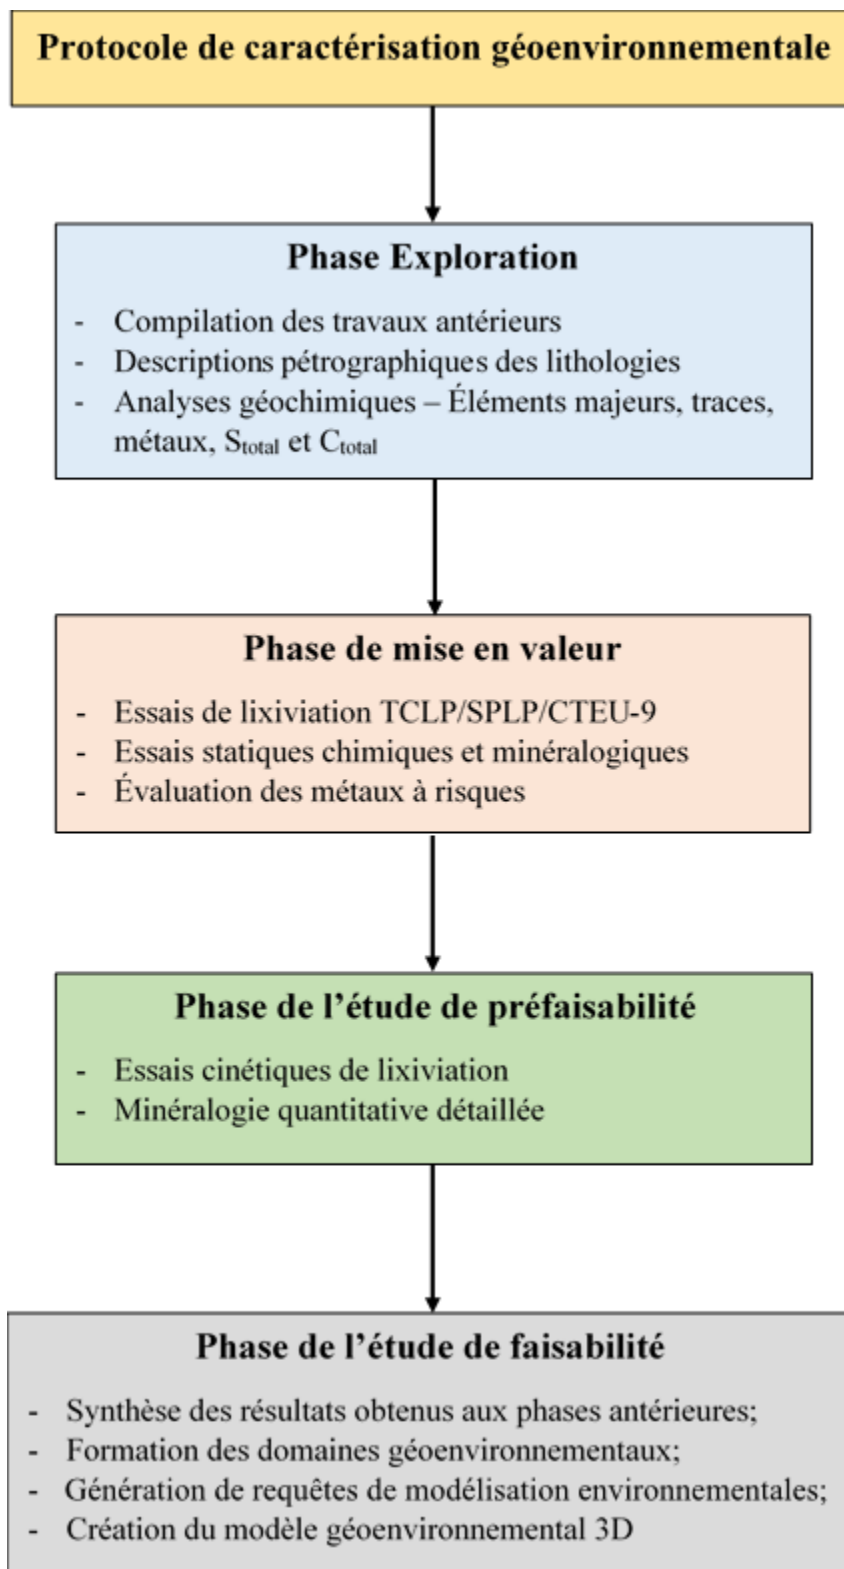 Protocole de caractérisation géoenvironnementale
Phase Exploration
- Compilation des travaux antérieurs
- Descriptions pétrographiques des lithologies
- Analyses géochimiques – Éléments majeurs, traces,
métaux, Stotal et Ctotal
Phase de mise en valeur
- Essais de lixiviation TCLP/SPLP/CTEU-9
- Essais statiques chimiques et minéralogiques
- Évaluation des métaux à risques
Phase de l’étude de préfaisabilité
- Essais cinétiques de lixiviation
- Minéralogie quantitative détaillée
Phase de l’étude de faisabilité
- Synthèse des résultats obtenus aux phases antérieures;
- Formation des domaines géoenvironnementaux;
- Génération de requêtes de modélisation environnementales;
- Création du modèle géoenvironnemental 3D